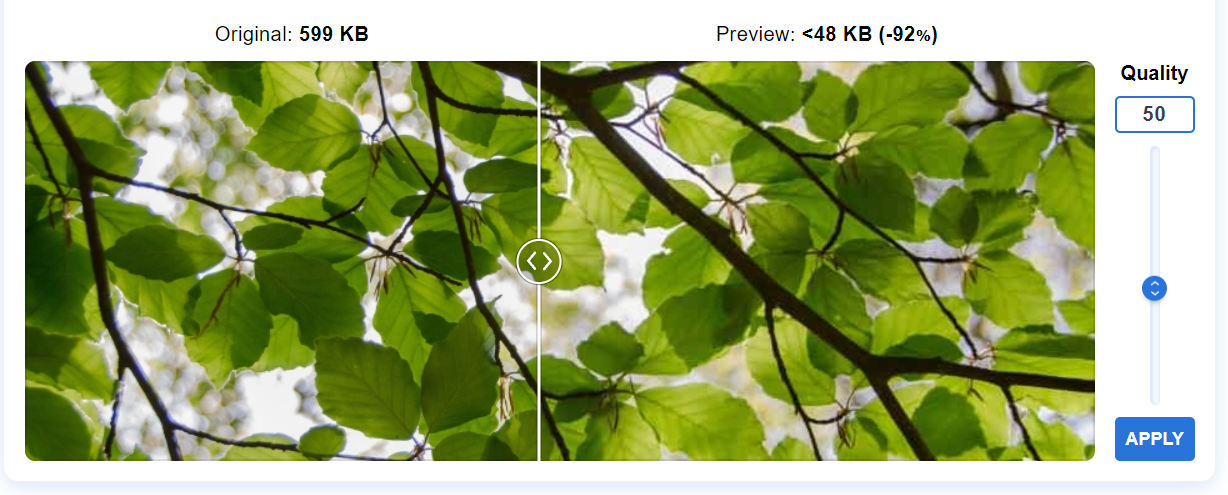 Original: 599 KB
Preview: <48 KB (-92%)
Quality
50
APPLY